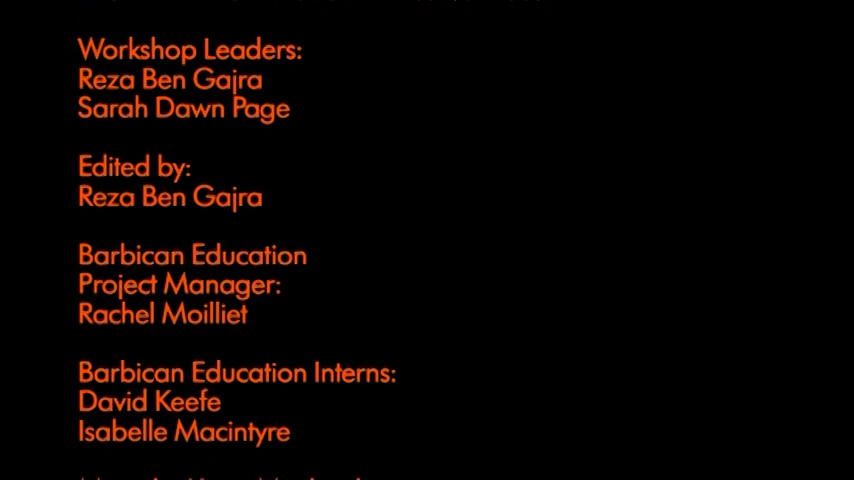 Workshop Leaders:
Reza Ben Gajra
Sarah Dawn Page
Edited by:
Reza Ben Gajra
Barbican Education
Project Manager:
Rachel Moilliet
Barbican Education Interns:
David Keefe
Isabelle Macintyre